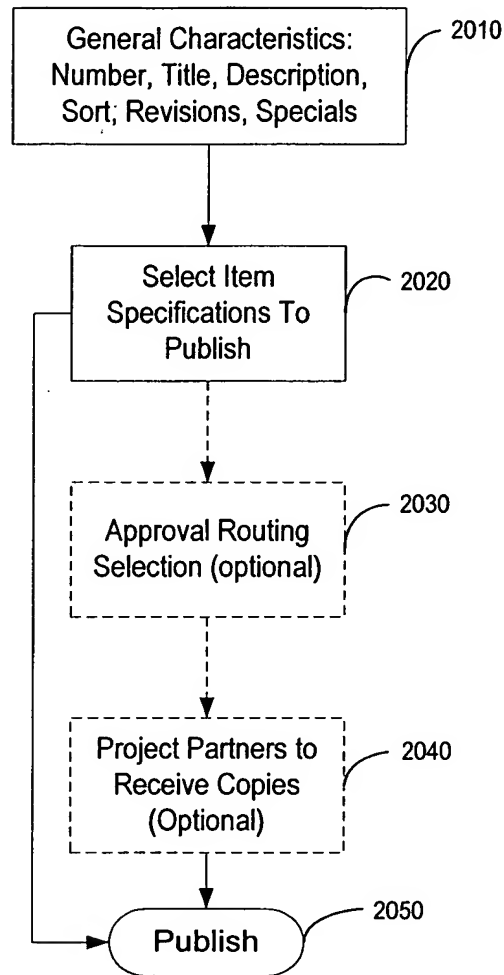 General Characteristics:
Number, Title, Description,
Sort; Revisions, Specials
2010
Select Item
Specifications To
Publish
2020
Approval Routing
Selection (optional)
2030
Project Partners to
Receive Copies
(Optional)
2040
Publish
2050